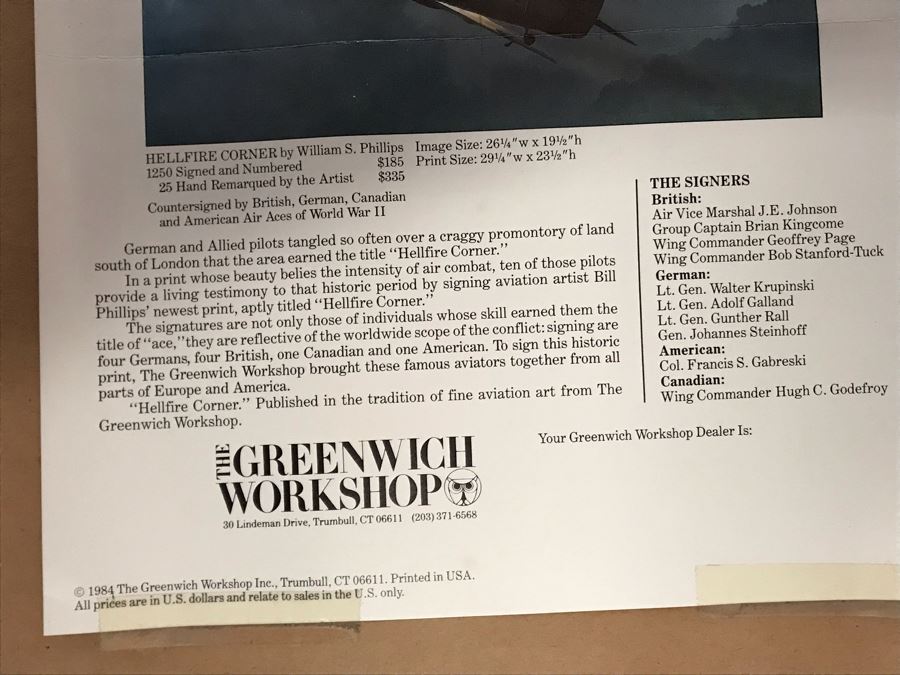 HELLFIRE CORNER by William S. Phillips Image Size: 26¼"w x 19½"h
1250 Signed and Numbered $185 Print Size: 29¼"w x 23½"h
25 Hand Remarqued by the Artist $335
Countersigned by British, German, Canadian
and American Air Aces of World War II
German and Allied pilots tangled so often over a craggy promontory of land
south of London that the area earned the title "Hellfire Corner."
In a print whose beauty belies the intensity of air combat, ten of those pilots
provide a living testimony to that historic period by signing aviation artist Bill
Phillips' newest print, aptly titled "Hellfire Corner."
The signatures are not only those of individuals whose skill earned them the
title of "ace," they are reflective of the worldwide scope of the conflict: signing are
four Germans, four British, one Canadian and one American. To sign this historic
print, The Greenwich Workshop brought these famous aviators together from all
parts of Europe and America.
"Hellfire Corner." Published in the tradition of fine aviation art from The
Greenwich Workshop.
THE SIGNERS
British:
Air Vice Marshal J.E. Johnson
Group Captain Brian Kingcome
Wing Commander Geoffrey Page
Wing Commander Bob Stanford-Tuck
German:
Lt. Gen. Walter Krupinski
Lt. Gen. Adolf Galland
Lt. Gen. Gunther Rall
Gen. Johannes Steinhoff
American:
Col. Francis S. Gabreski
Canadian:
Wing Commander Hugh C. Godefroy
THE GREENWICH
WORKSHOP
30 Lindeman Drive, Trumbull, CT 06611 (203) 371-6568
Your Greenwich Workshop Dealer Is:
© 1984 The Greenwich Workshop Inc., Trumbull, CT 06611. Printed in USA.
All prices are in U.S. dollars and relate to sales in the U.S. only.